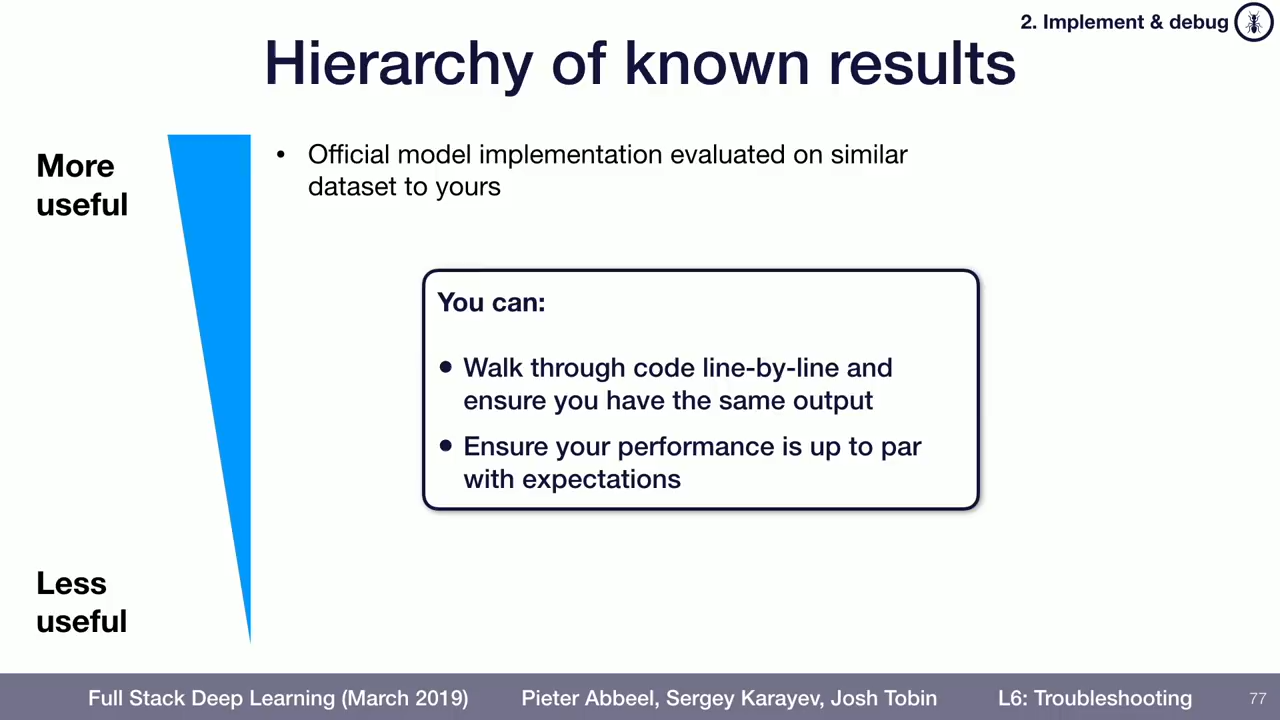 2. Implement & debug
Hierarchy of known results
More
useful
• Official model implementation evaluated on similar
dataset to yours
You can:
• Walk through code line-by-line and
ensure you have the same output
• Ensure your performance is up to par
with expectations
Less
useful
Full Stack Deep Learning (March 2019) Pieter Abbeel, Sergey Karayev, Josh Tobin L6: Troubleshooting 77